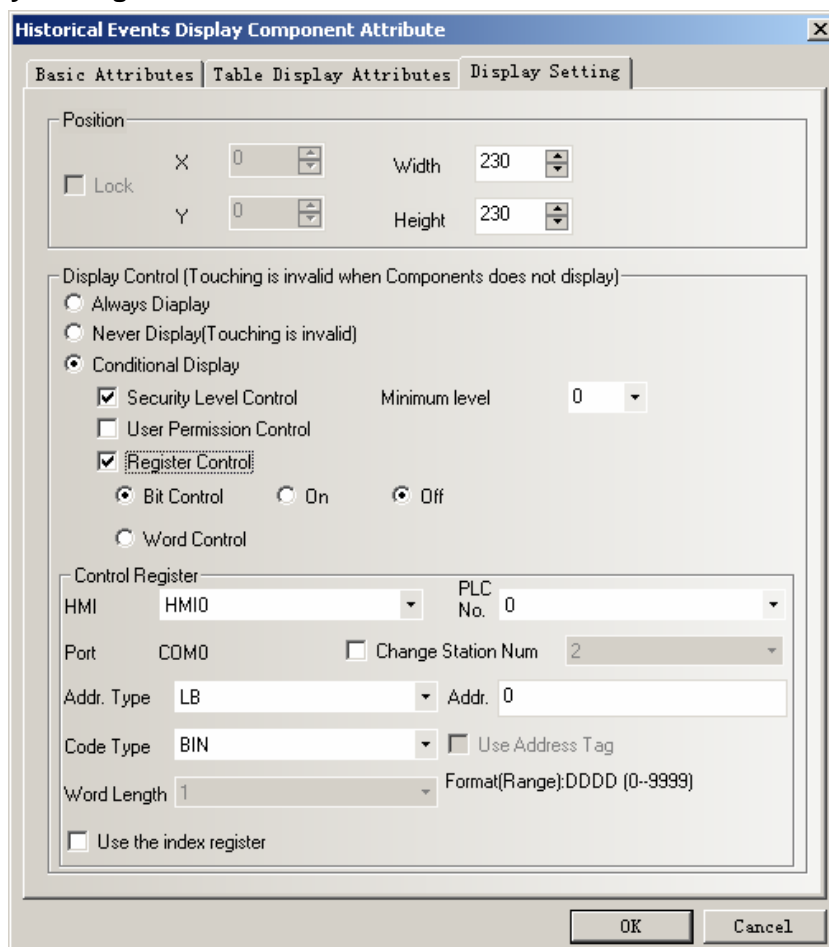 Historical Events Display Component Attribute
Basic Attributes Table Display Attributes Display Setting
Position
X 0 Width 230
Lock
Y 0 Height 230
Display Control (Touching is invalid when Components does not display)
Always Diaplay
Never Display(Touching is invalid)
Conditional Display
Security Level Control Minimum level 0
User Permission Control
Register Control
Bit Control On Off
Word Control
Control Register
HMI HMI0 PLC No. 0
Port COM0 Change Station Num 2
Addr. Type LB Addr. 0
Code Type BIN Use Address Tag
Word Length 1 Format(Range):DDDD (0--9999)
Use the index register
OK Cancel